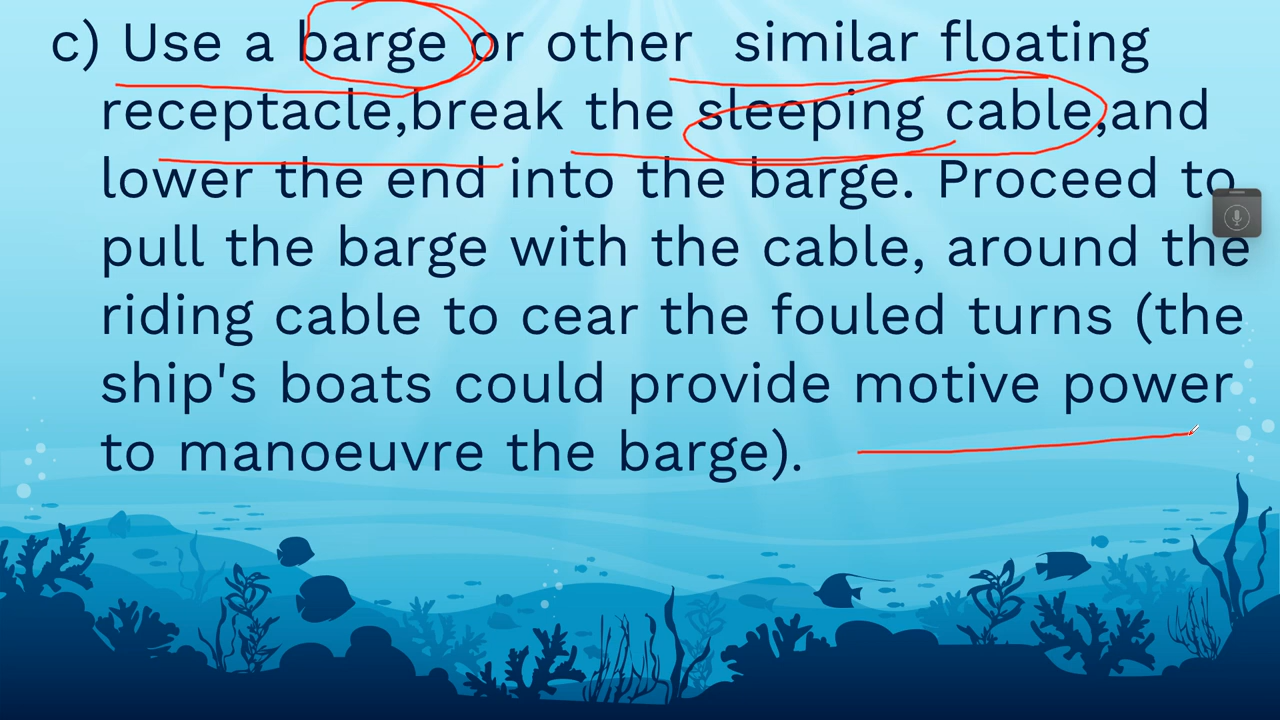 c) Use a barge or other similar floating
receptacle,break the sleeping cable,and
lower the end into the barge. Proceed to
pull the barge with the cable, around the
riding cable to cear the fouled turns (the
ship's boats could provide motive power
to manoeuvre the barge).